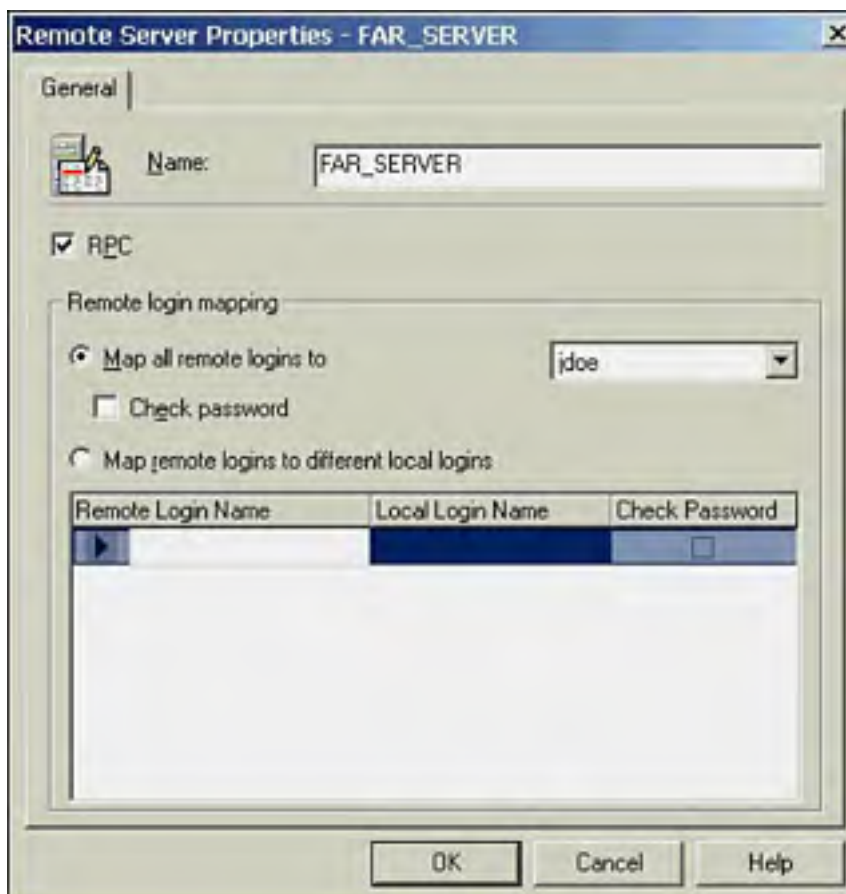 Remote Server Properties - FAR_SERVER
General
Name: FAR_SERVER
RPC
Remote login mapping
Map all remote logins to jdoe
Check password
Map remote logins to different local logins
Remote Login Name Local Login Name Check Password
OK Cancel Help